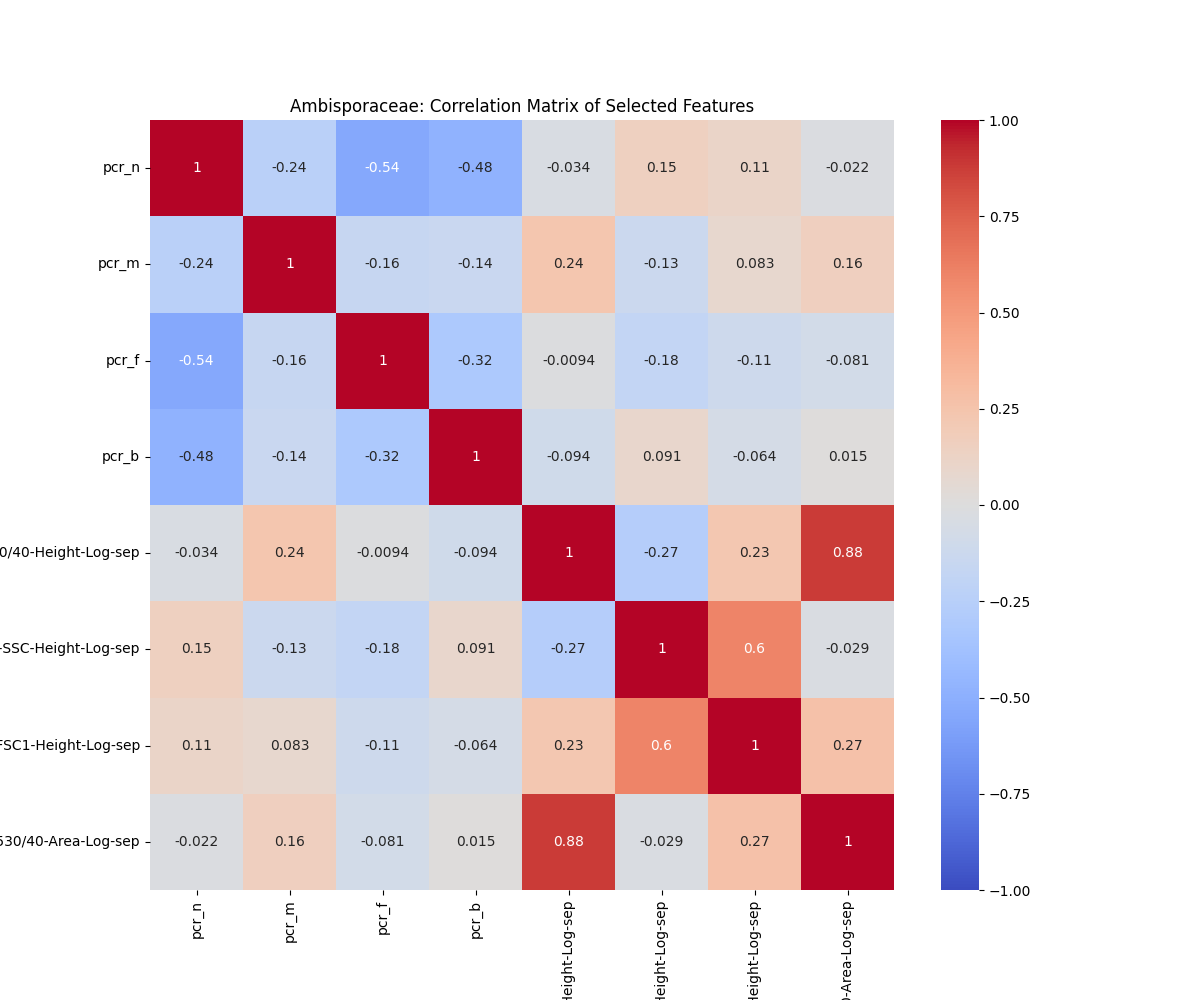 Ambisporaceae: Correlation Matrix of Selected Features
pcr_n 1 -0.24 -0.54 -0.48 -0.034 0.15 0.11 -0.022
pcr_m -0.24 1 -0.16 -0.14 0.24 -0.13 0.083 0.16
pcr_f -0.54 -0.16 1 -0.32 -0.0094 -0.18 -0.11 -0.081
pcr_b -0.48 -0.14 -0.32 1 -0.094 0.091 -0.064 0.015
0/40-Height-Log-sep -0.034 0.24 -0.0094 -0.094 1 -0.27 0.23 0.88
-SSC-Height-Log-sep 0.15 -0.13 -0.18 0.091 -0.27 1 0.6 -0.029
FSC1-Height-Log-sep 0.11 0.083 -0.11 -0.064 0.23 0.6 1 0.27
530/40-Area-Log-sep -0.022 0.16 -0.081 0.015 0.88 -0.029 0.27 1
pcr_n
pcr_m
pcr_f
pcr_b
Height-Log-sep
Height-Log-sep
Height-Log-sep
-Area-Log-sep
1.00
0.75
0.50
0.25
0.00
−0.25
−0.50
−0.75
−1.00